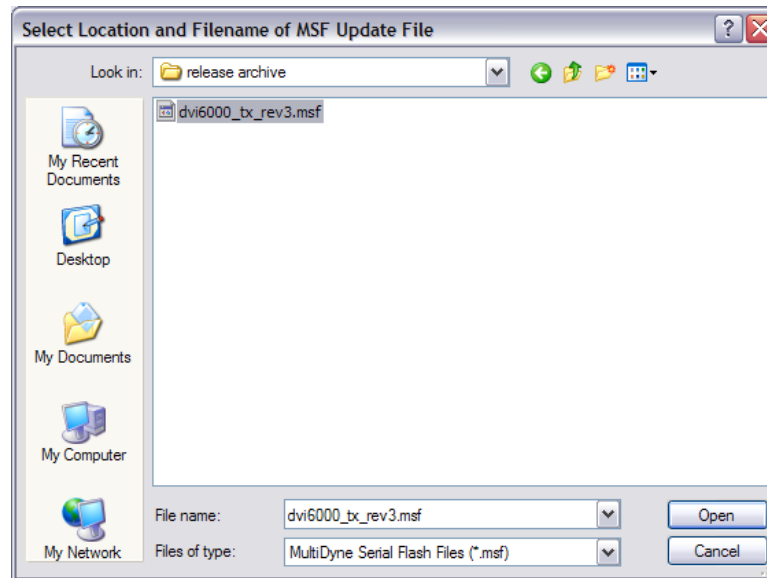 Select Location and Filename of MSF Update File
Look in: release archive
dvi6000_tx_rev3.msf
My Recent
Documents
Desktop
My Documents
My Computer
My Network
File name: dvi6000_tx_rev3.msf Open
Files of type: MultiDyne Serial Flash Files (*.msf) Cancel